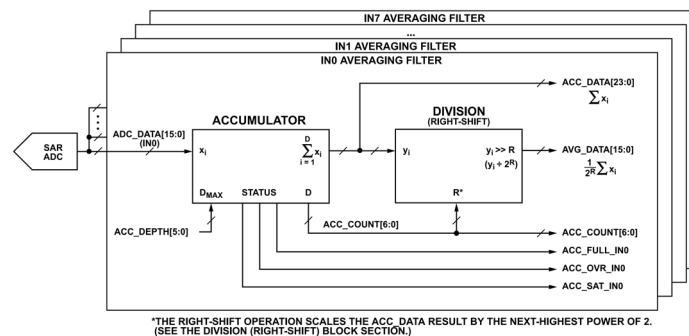 IN7 AVERAGING FILTER
...
IN1 AVERAGING FILTER
IN0 AVERAGING FILTER
ACC_DATA[23:0]
∑xi
ACCUMULATOR
DIVISION
(RIGHT-SHIFT)
ADC_DATA[15:0]
(IN0)
SAR
ADC
xi
D
∑xi
i = 1
yi
yi >> R
(yi ÷ 2^R)
AVG_DATA[15:0]
1/2^R ∑xi
DMAX
STATUS
D
R*
ACC_DEPTH[5:0]
ACC_COUNT[6:0]
ACC_COUNT[6:0]
ACC_FULL_IN0
ACC_OVR_IN0
ACC_SAT_IN0
*THE RIGHT-SHIFT OPERATION SCALES THE ACC_DATA RESULT BY THE NEXT-HIGHEST POWER OF 2.
(SEE THE DIVISION (RIGHT-SHIFT) BLOCK SECTION.)